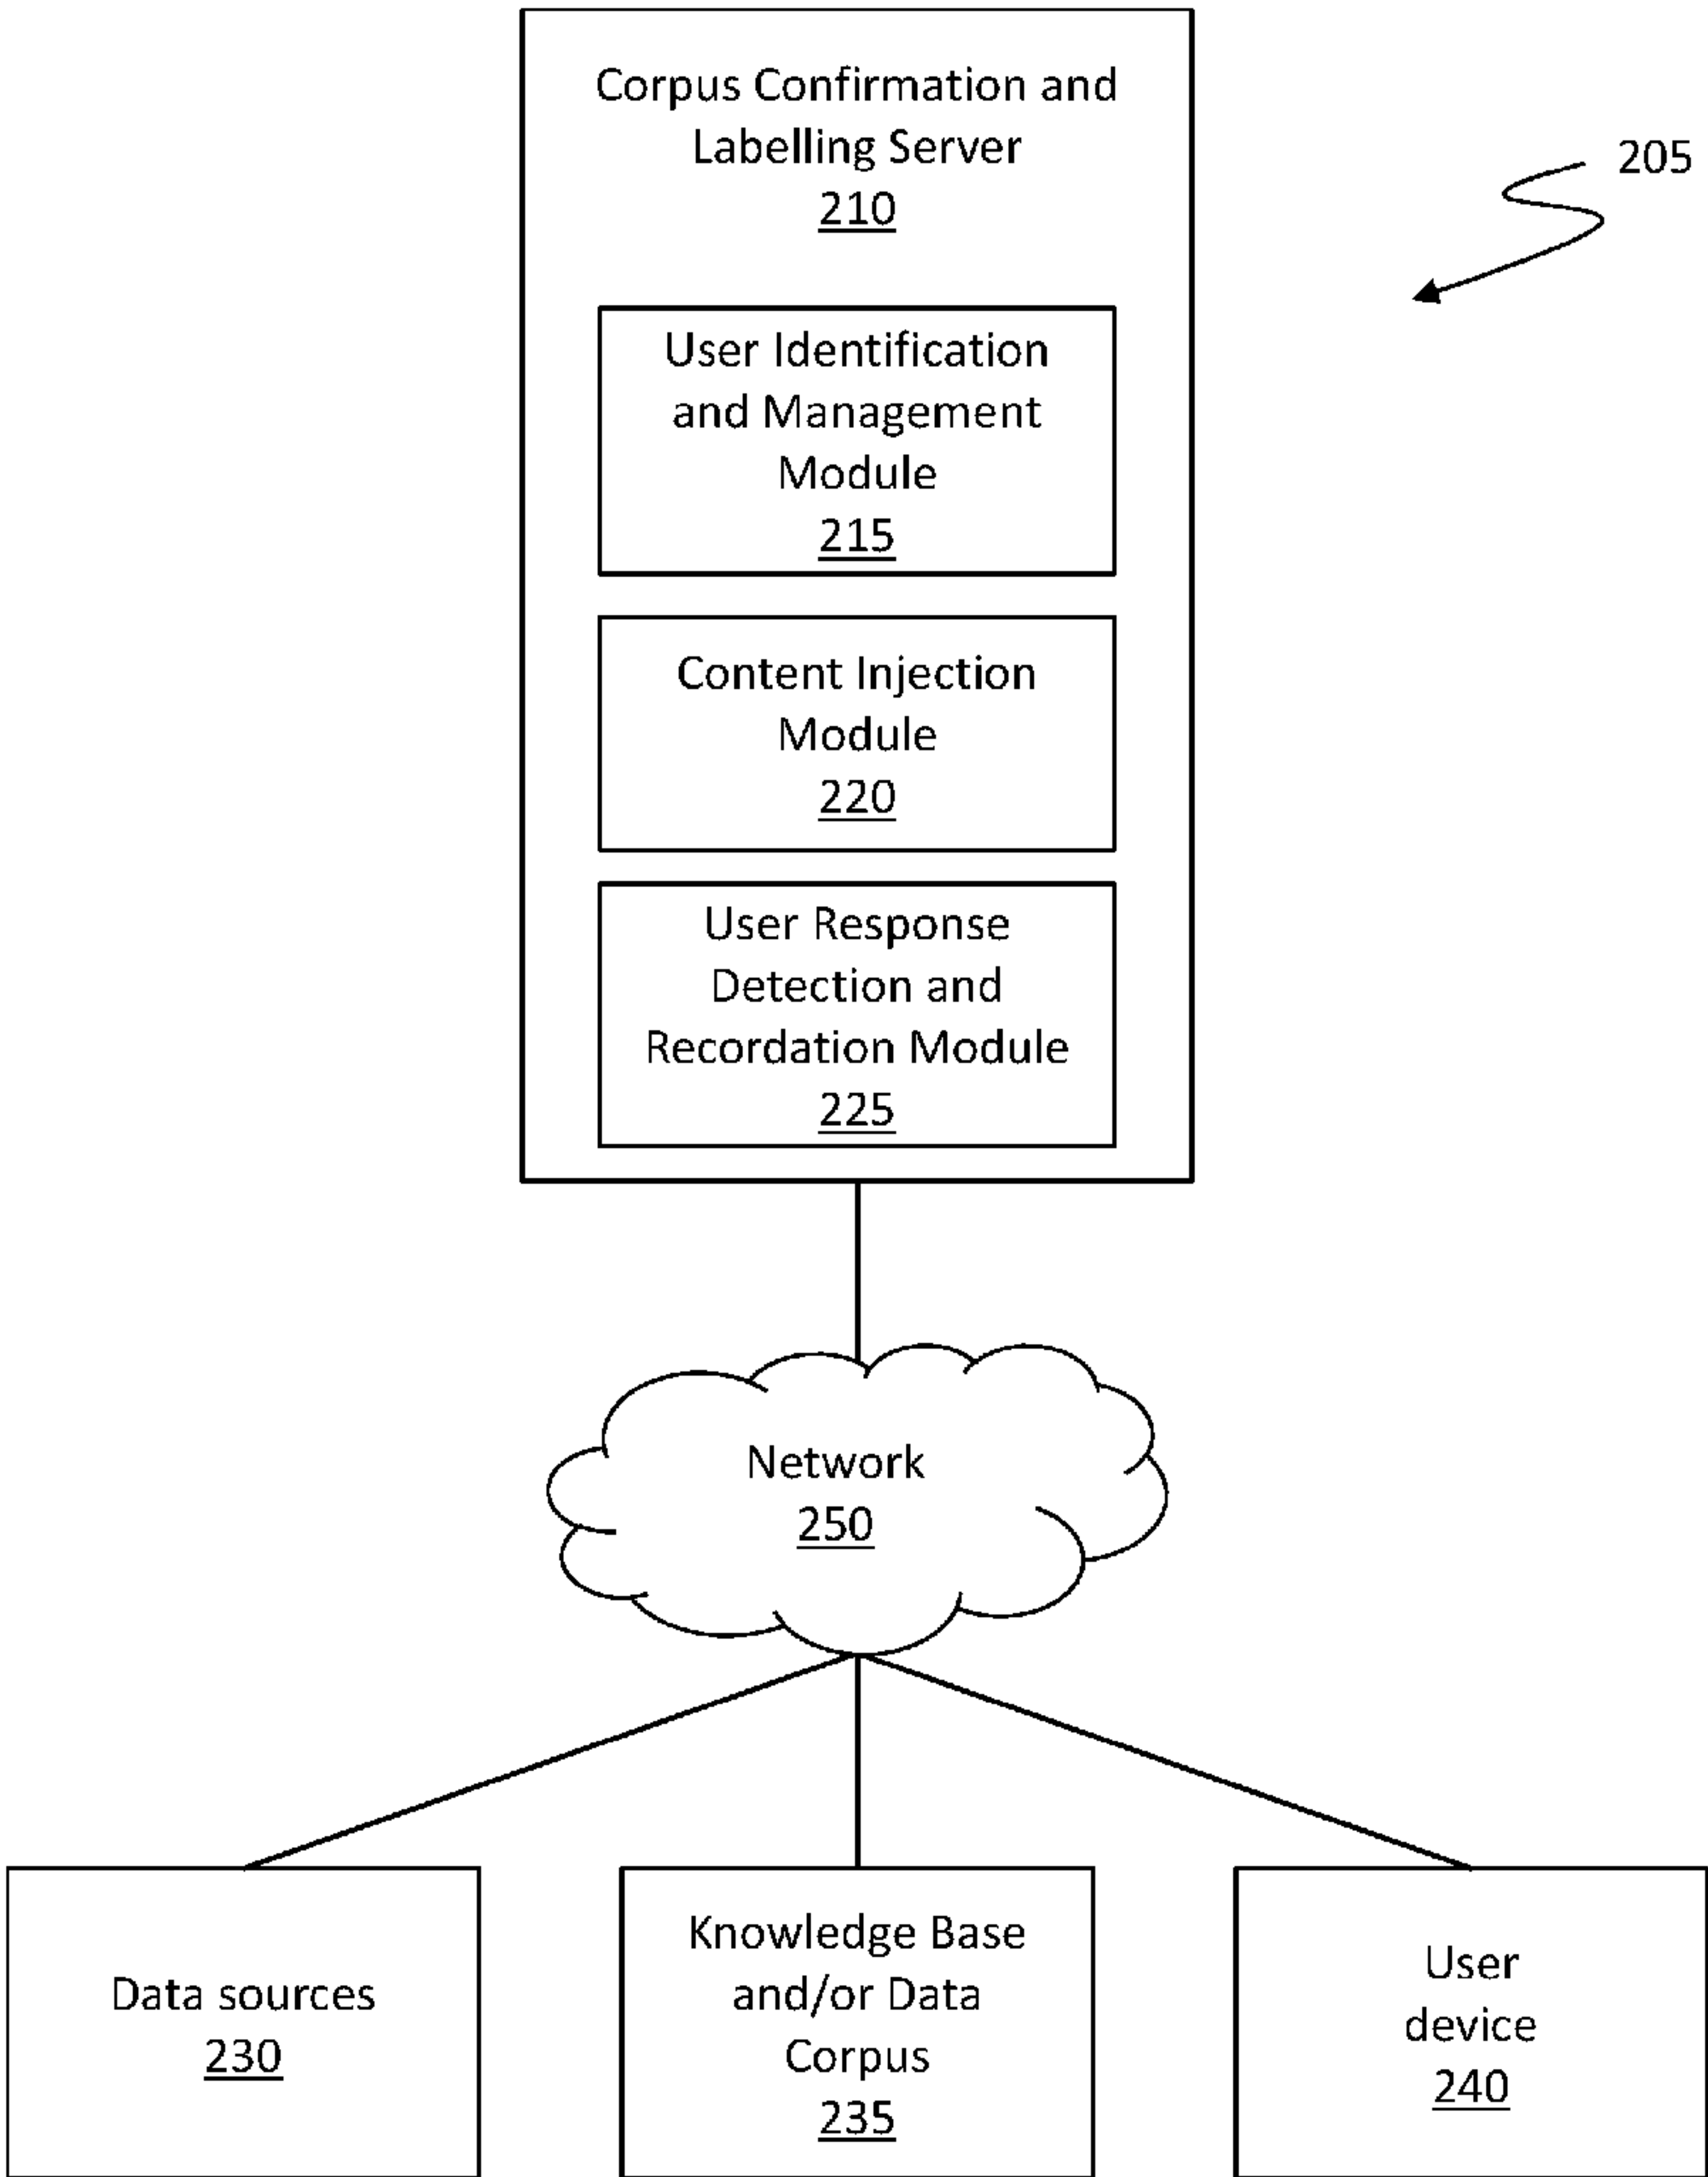 Corpus Confirmation and
Labelling Server
210
205
User Identification
and Management
Module
215
Content Injection
Module
220
User Response
Detection and
Recordation Module
225
Network
250
Data sources
230
Knowledge Base
and/or Data
Corpus
235
User
device
240